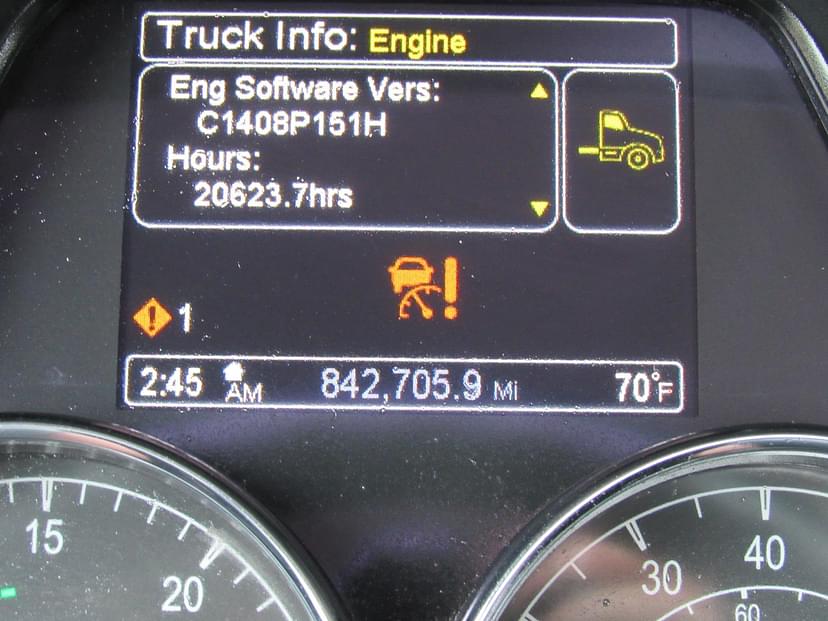 Truck Info: Engine
Eng Software Vers:
C1408P151H
Hours:
20623.7hrs
1
2:45 AM 842,705.9 Mi 70°F
15
20
30
40
60